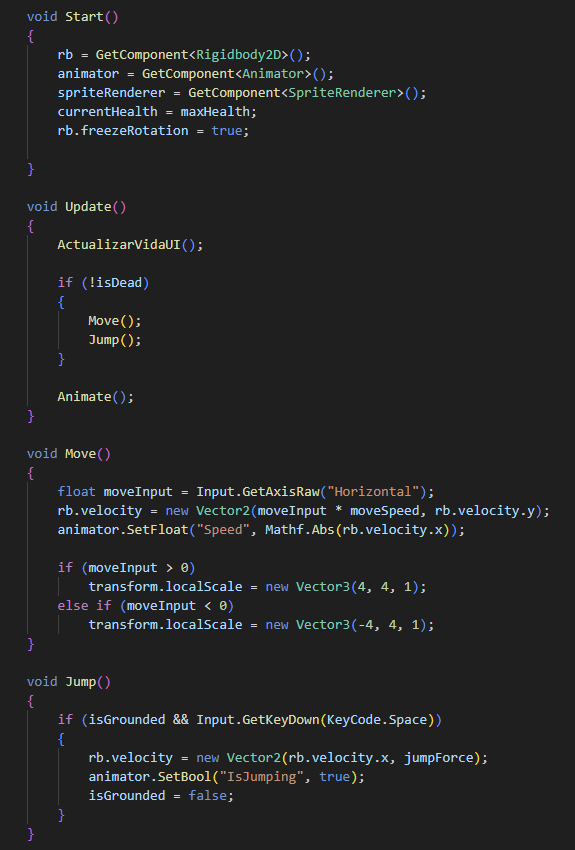 void Start()
{
    rb = GetComponent<Rigidbody2D>();
    animator = GetComponent<Animator>();
    spriteRenderer = GetComponent<SpriteRenderer>();
    currentHealth = maxHealth;
    rb.freezeRotation = true;

}

void Update()
{
    ActualizarVidaUI();

    if (!isDead)
    {
        Move();
        Jump();
    }

    Animate();
}

void Move()
{
    float moveInput = Input.GetAxisRaw("Horizontal");
    rb.velocity = new Vector2(moveInput * moveSpeed, rb.velocity.y);
    animator.SetFloat("Speed", Mathf.Abs(rb.velocity.x));

    if (moveInput > 0)
        transform.localScale = new Vector3(4, 4, 1);
    else if (moveInput < 0)
        transform.localScale = new Vector3(-4, 4, 1);
}

void Jump()
{
    if (isGrounded && Input.GetKeyDown(KeyCode.Space))
    {
        rb.velocity = new Vector2(rb.velocity.x, jumpForce);
        animator.SetBool("IsJumping", true);
        isGrounded = false;
    }
}